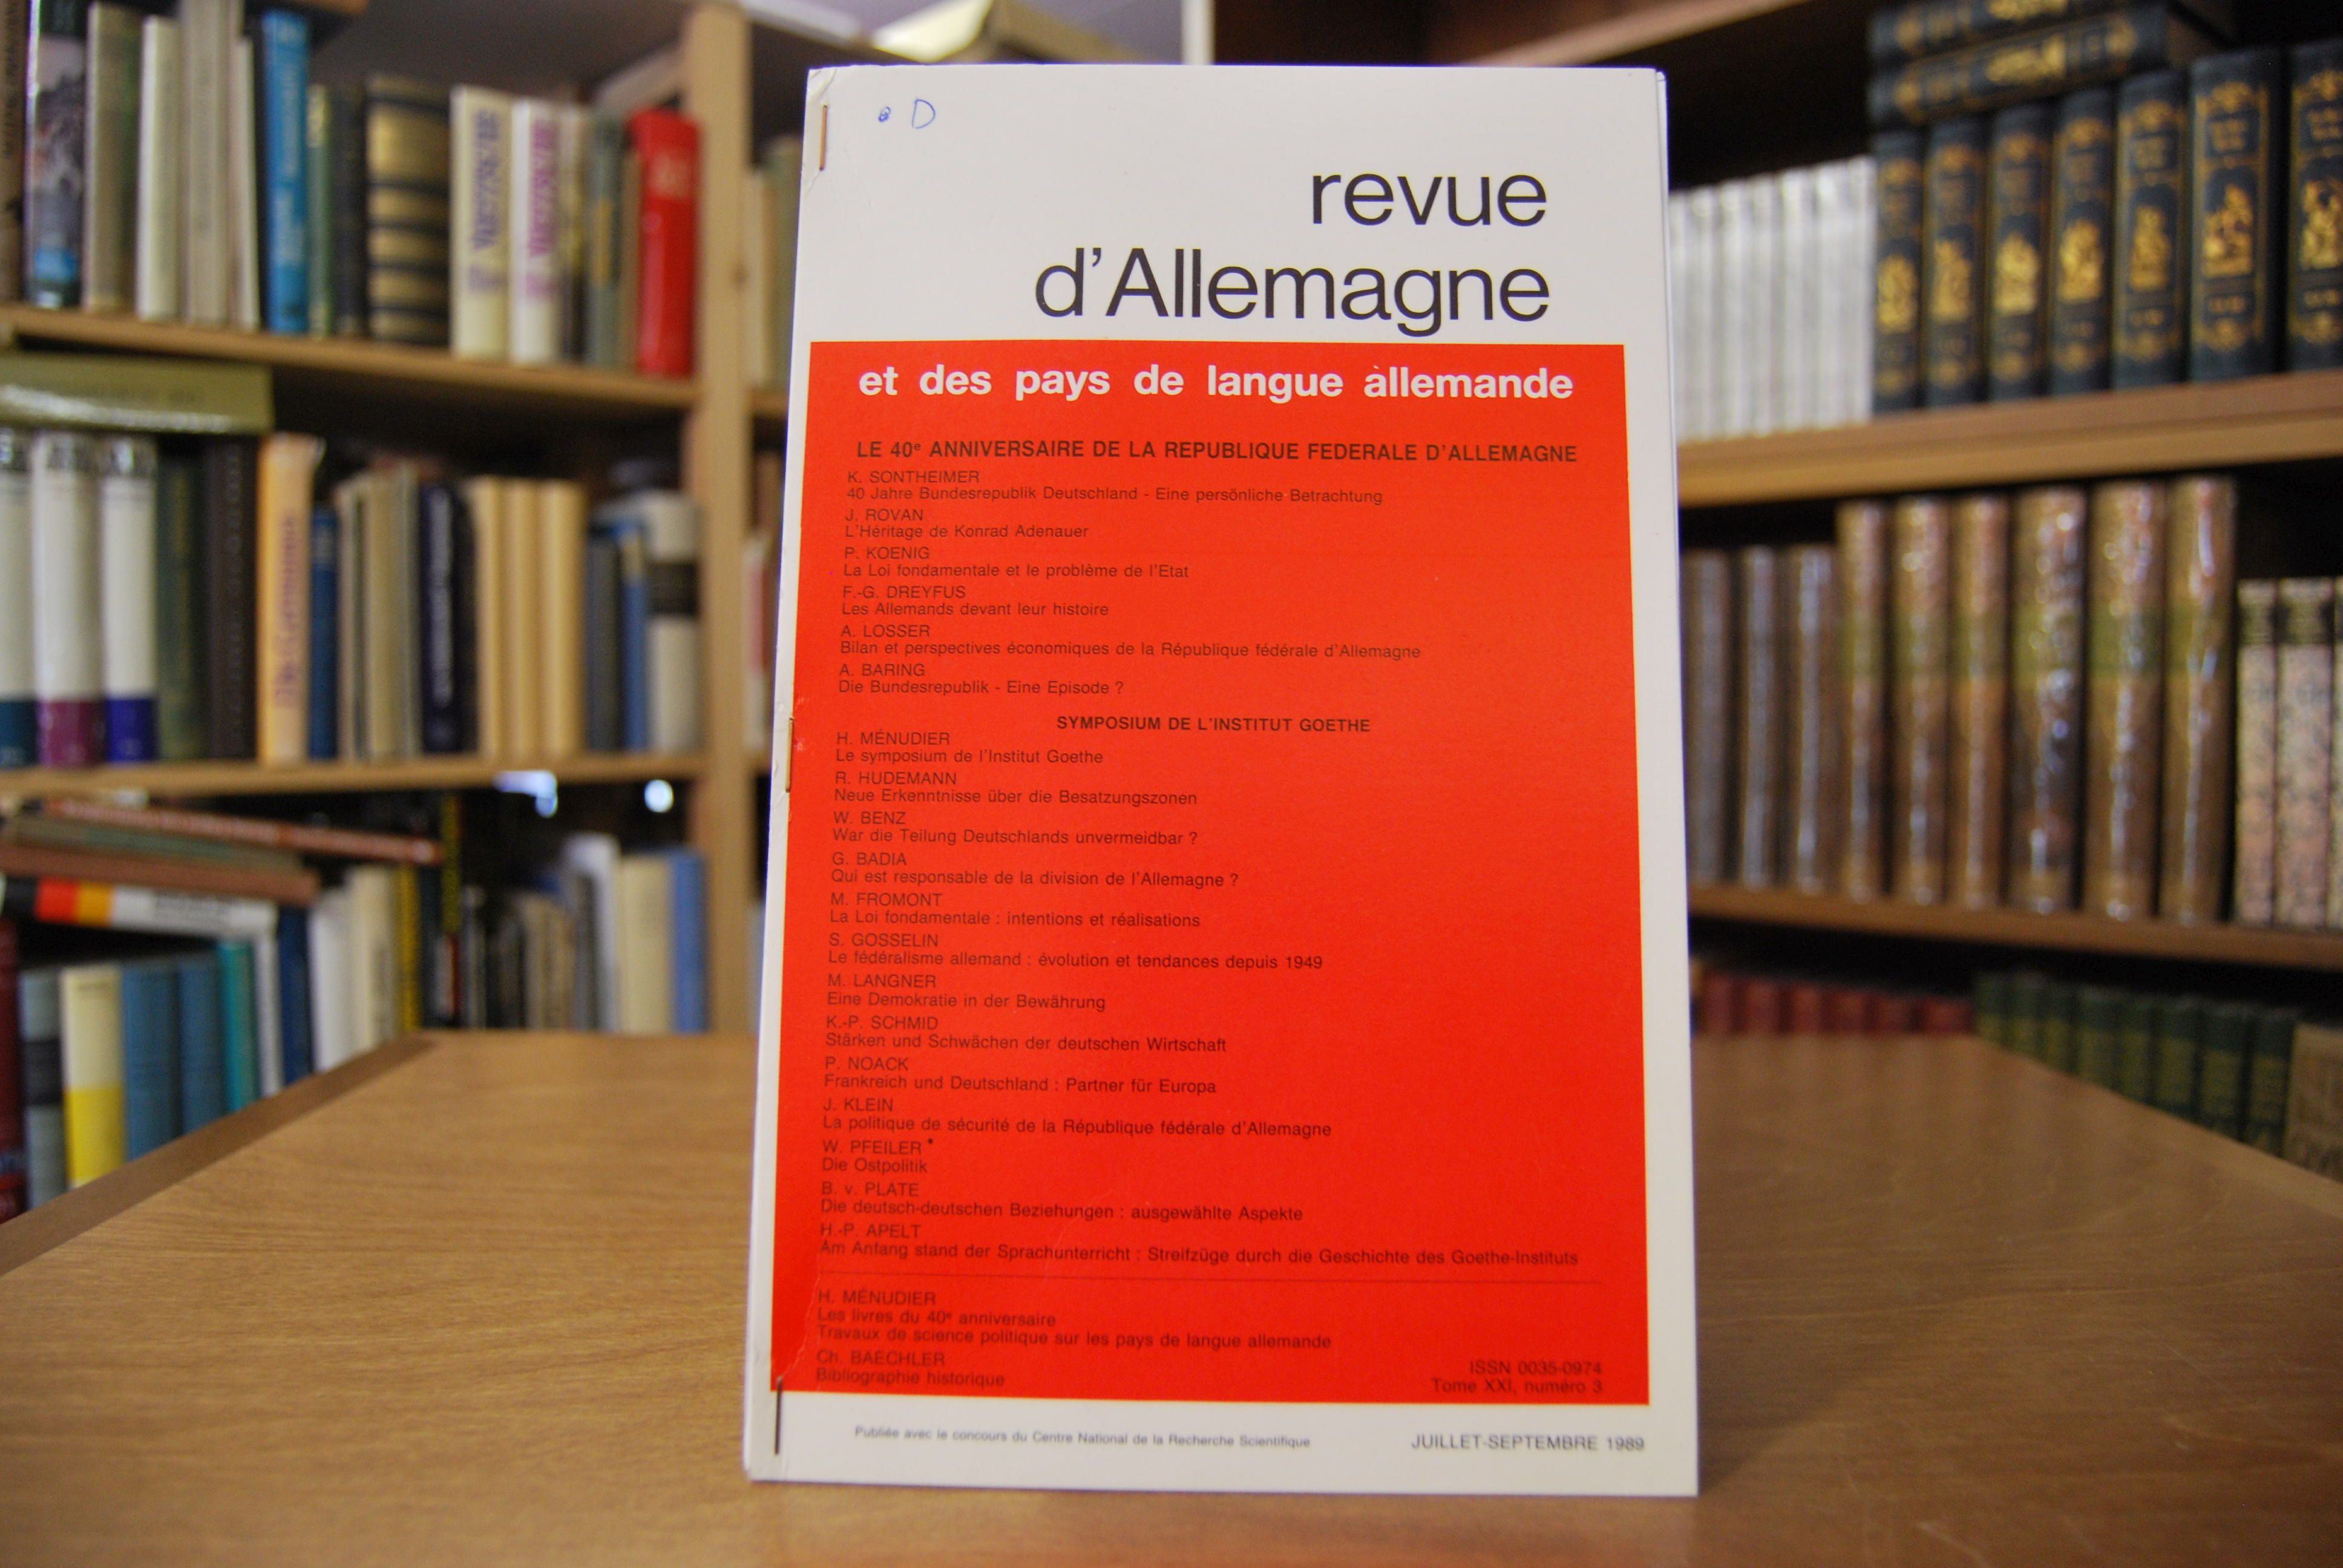 D
revue
d'Allemagne
et des pays de langue allemande
LE 40e ANNIVERSAIRE DE LA REPUBLIQUE FEDERALE D'ALLEMAGNE
K. SONTHEIMER
40 Jahre Bundesrepublik Deutschland - Eine persönliche Betrachtung
J. ROVAN
L'Héritage de Konrad Adenauer
P. KOENIG
La Loi fondamentale et le problème de l'Etat
F.-G. DREYFUS
Les Allemands devant leur histoire
A. LOSSER
Bilan et perspectives économiques de la République fédérale d'Allemagne
A. BARING
Die Bundesrepublik - Eine Episode ?
SYMPOSIUM DE L'INSTITUT GOETHE
H. MÉNUDIER
Le symposium de l'Institut Goethe
R. HUDEMANN
Neue Erkenntnisse über die Besatzungszonen
W. BENZ
War die Teilung Deutschlands unvermeidbar ?
G. BADIA
Qui est responsable de la division de l'Allemagne ?
M. FROMONT
La Loi fondamentale : intentions et réalisations
S. GOSSELIN
Le fédéralisme allemand : évolution et tendances depuis 1949
M. LANGNER
Eine Demokratie in der Bewährung
K.-P. SCHMID
Stärken und Schwächen der deutschen Wirtschaft
P. NOACK
Frankreich und Deutschland : Partner für Europa
J. KLEIN
La politique de sécurité de la République fédérale d'Allemagne
W. PFEILER
Die Ostpolitik
B. v. PLATE
Die deutsch-deutschen Beziehungen : ausgewählte Aspekte
H.-P. APELT
Am Anfang stand der Sprachunterricht : Streifzüge durch die Geschichte des Goethe-Instituts
H. MÉNUDIER
Les livres du 40e anniversaire
Travaux de science politique sur les pays de langue allemande
Ch. BAECHLER
Bibliographie historique
ISSN 0035-0974
Tome XXI, numéro 3
Publiée avec le concours du Centre National de la Recherche Scientifique
JUILLET-SEPTEMBRE 1989